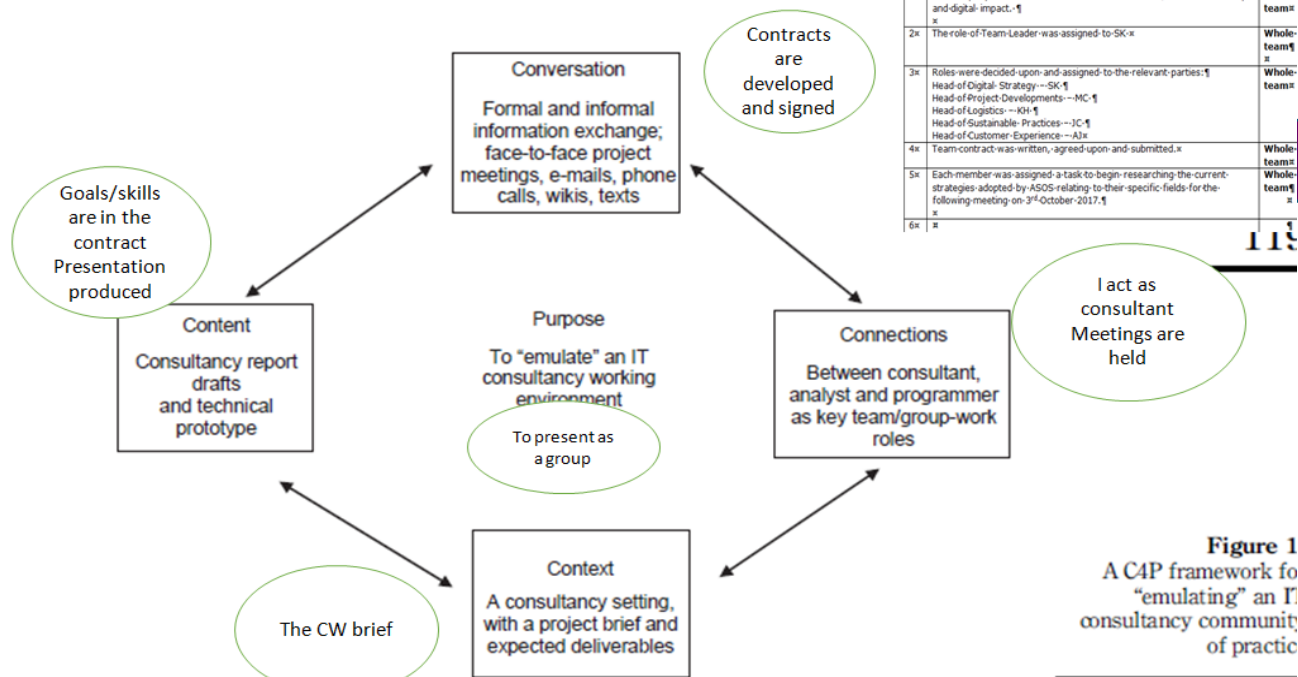 Conversation
Formal and informal
information exchange;
face-to-face project
meetings, e-mails, phone
calls, wikis, texts
Contracts
are
developed
and signed
and digital impact.
team
2 The role of Team Leader was assigned to SK Whole team
3 Roles were decided upon and assigned to the relevant parties: Whole team
Head of Digital Strategy -- SK
Head of Project Developments -- MC
Head of Logistics -- KH
Head of Sustainable Practices -- JC
Head of Customer Experience -- AJ
4 Team contract was written, agreed upon and submitted. Whole team
5 Each member was assigned a task to begin researching the current Whole team
strategies adopted by ASOS relating to their specific fields for the
following meeting on 3rd October 2017.
6
119
Goals/skills
are in the
contract
Presentation
produced
Content
Consultancy report
drafts
and technical
prototype
Purpose
To “emulate” an IT
consultancy working
environment
To present as
a group
Connections
Between consultant,
analyst and programmer
as key team/group-work
roles
I act as
consultant
Meetings are
held
The CW brief
Context
A consultancy setting,
with a project brief and
expected deliverables
Figure 1
A C4P framework fo
“emulating” an IT
consultancy community
of practic